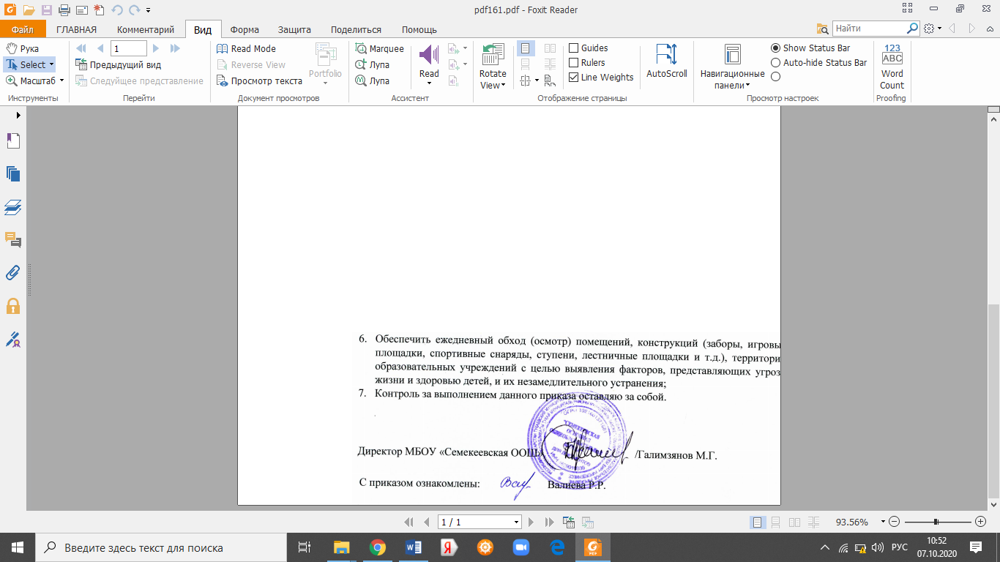 pdf161.pdf - Foxit Reader
Файл ГЛАВНАЯ Комментарий Вид Форма Защита Поделиться Помощь Найти
Рука
Select
Масштаб
Инструменты
1
Предыдущий вид
Следуйщее представление
Перейти
Read Mode
Reverse View
Просмотр текста
Portfolio
Документ просмотров
Marquee
Лупа
Лупа
Read
Ассистент
Rotate
View
Guides
Rulers
Line Weights
AutoScroll
Отображение страницы
Навигационные
панели
Show Status Bar
Auto-hide Status Bar
Просмотр настроек
123
ABC
Word
Count
Proofing
6. Обеспечить ежедневный обход (осмотр) помещений, конструкций (заборы, игровы
площадки, спортивные снаряды, ступени, лестничные площадки и т.д.), территори
образовательных учреждений с целью выявления факторов, представляющих угроз
жизни и здоровью детей, и их незамедлительного устранения;
7. Контроль за выполнением данного приказа оставляю за собой.
Директор МБОУ «Семекеевская ООШ» /Галимзянов М.Г.
С приказом ознакомлены: Валиева Р.Р.
1 / 1
93.56%
Введите здесь текст для поиска
РУС
10:52
07.10.2020